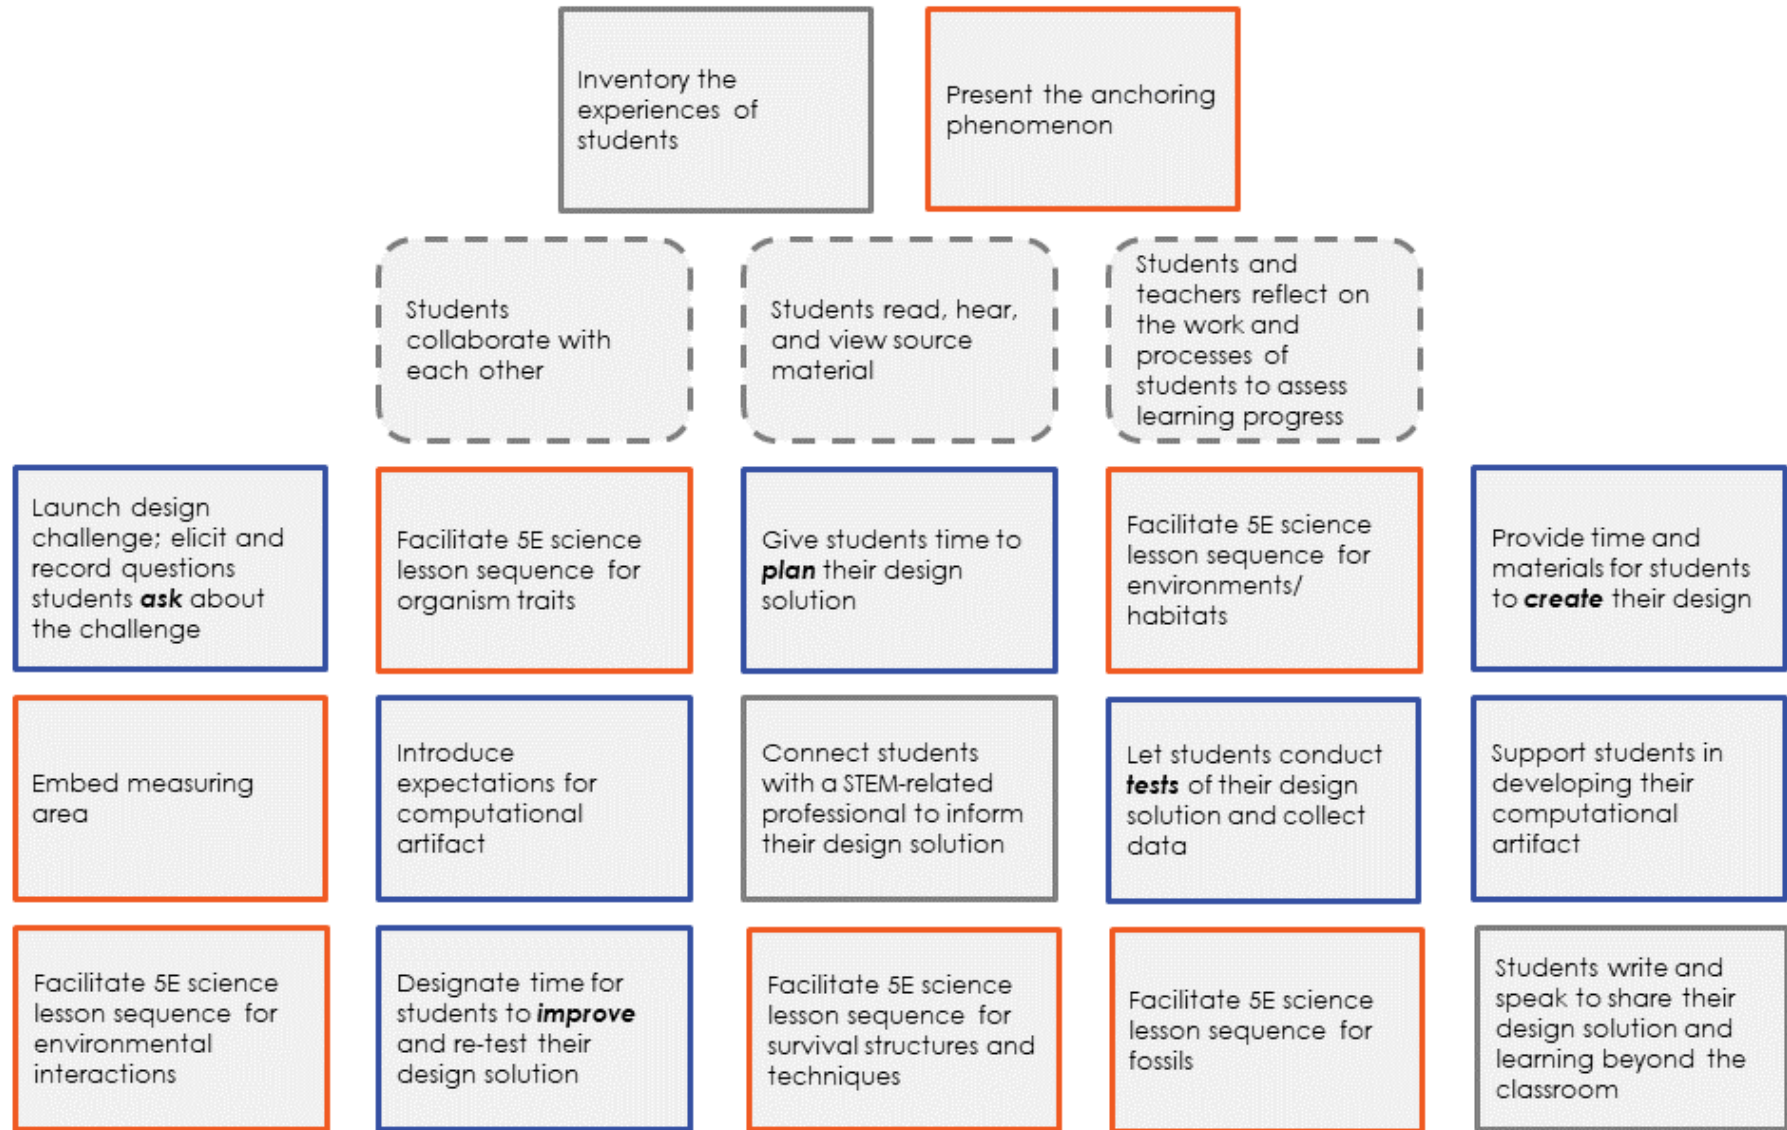 Inventory the
experiences of
students
Present the anchoring
phenomenon
Students
collaborate with
each other
Students read, hear,
and view source
material
Students and
teachers reflect on
the work and
processes of
students to assess
learning progress
Launch design
challenge; elicit and
record questions
students ask about
the challenge
Facilitate 5E science
lesson sequence for
organism traits
Give students time to
plan their design
solution
Facilitate 5E science
lesson sequence for
environments/
habitats
Provide time and
materials for students
to create their design
Embed measuring
area
Introduce
expectations for
computational
artifact
Connect students
with a STEM-related
professional to inform
their design solution
Let students conduct
tests of their design
solution and collect
data
Support students in
developing their
computational
artifact
Facilitate 5E science
lesson sequence for
environmental
interactions
Designate time for
students to improve
and re-test their
design solution
Facilitate 5E science
lesson sequence for
survival structures and
techniques
Facilitate 5E science
lesson sequence for
fossils
Students write and
speak to share their
design solution and
learning beyond the
classroom